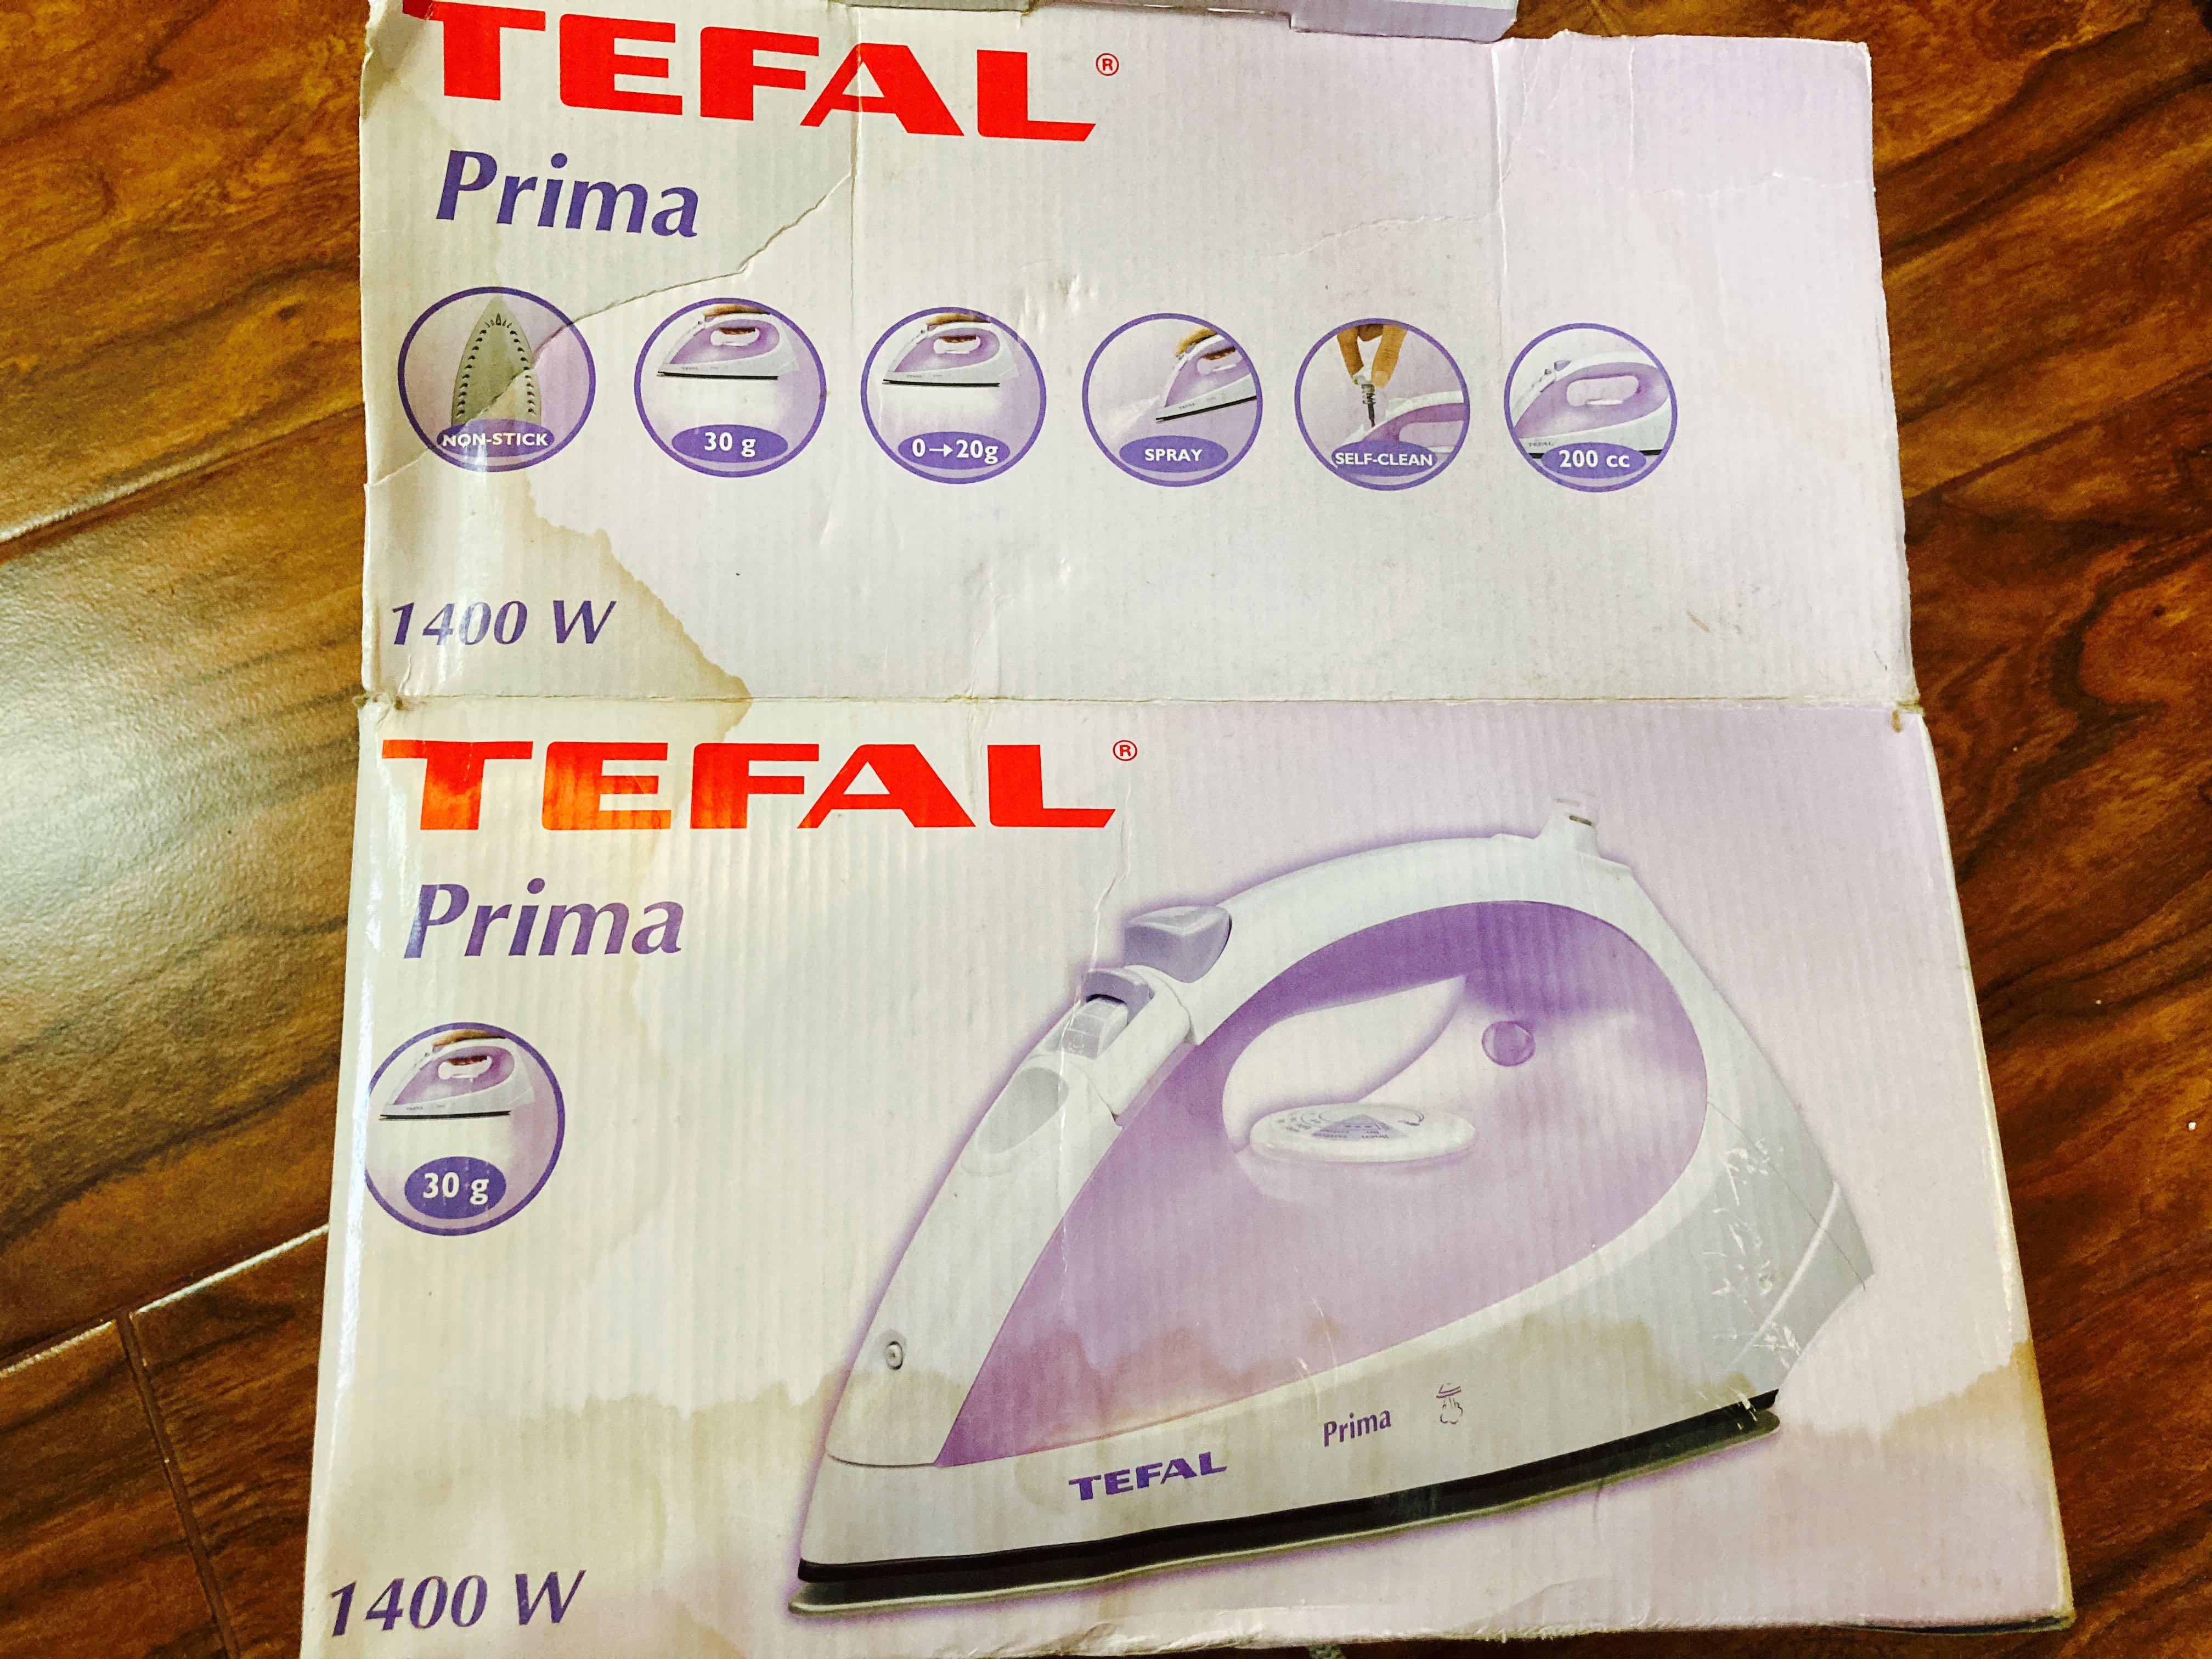 TEFAL®
Prima
NON-STICK
30 g
0→20g
SPRAY
SELF-CLEAN
200 cc
1400 W
TEFAL®
Prima
30 g
Prima
TEFAL
1400 W